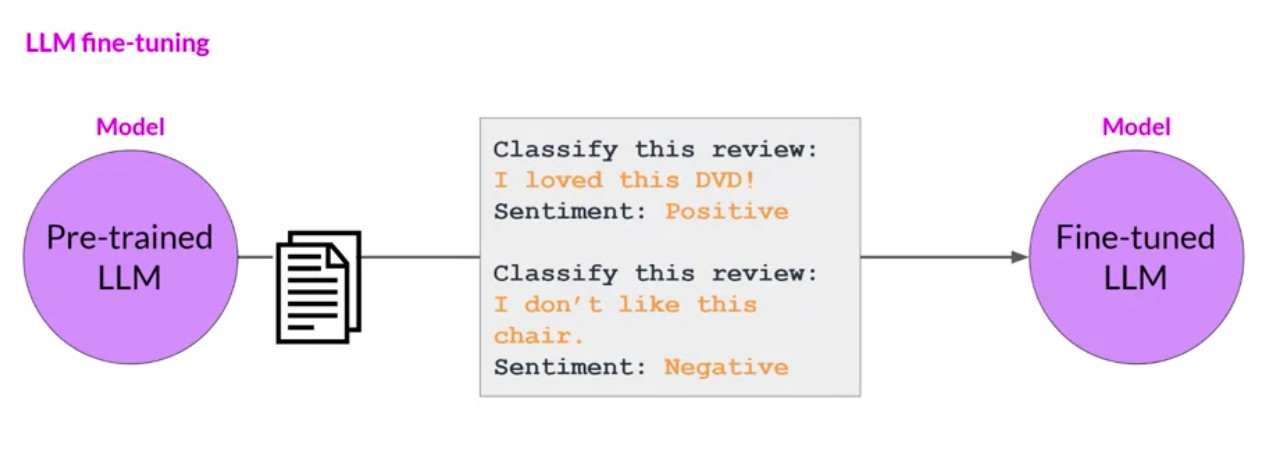 LLM fine-tuning
Model
Pre-trained
LLM
Classify this review:
I loved this DVD!
Sentiment: Positive
Classify this review:
I don’t like this
chair.
Sentiment: Negative
Model
Fine-tuned
LLM